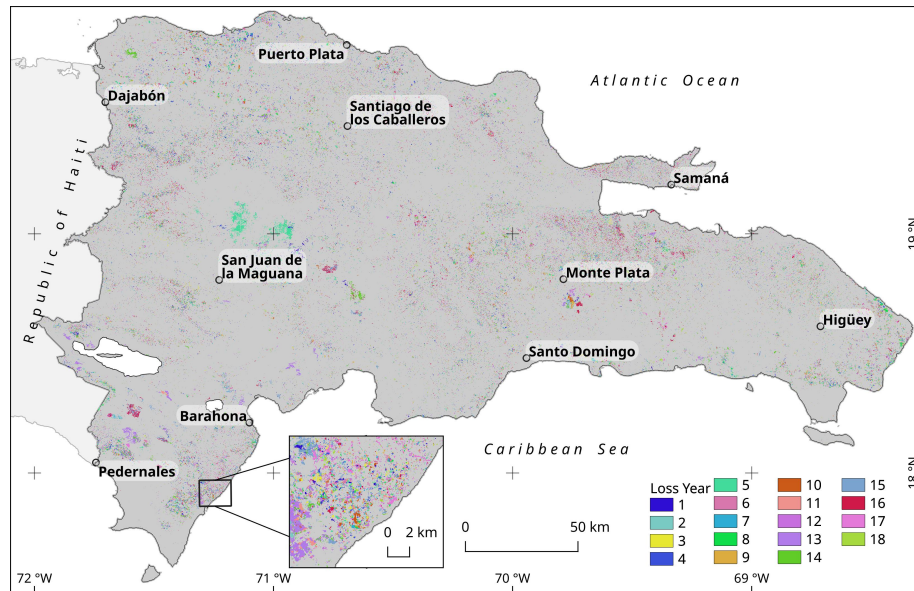 Puerto Plata
Atlantic Ocean
Dajabón
Santiago de
los Caballeros
Republic of Haiti
Samaná
19 °N
San Juan de
la Maguana
Monte Plata
Higüey
Santo Domingo
Barahona
Caribbean Sea
Pedernales
18 °N
Loss Year
1
2
3
4
5
6
7
8
9
10
11
12
13
14
15
16
17
18
0 2 km
0 50 km
72 °W
71 °W
70 °W
69 °W